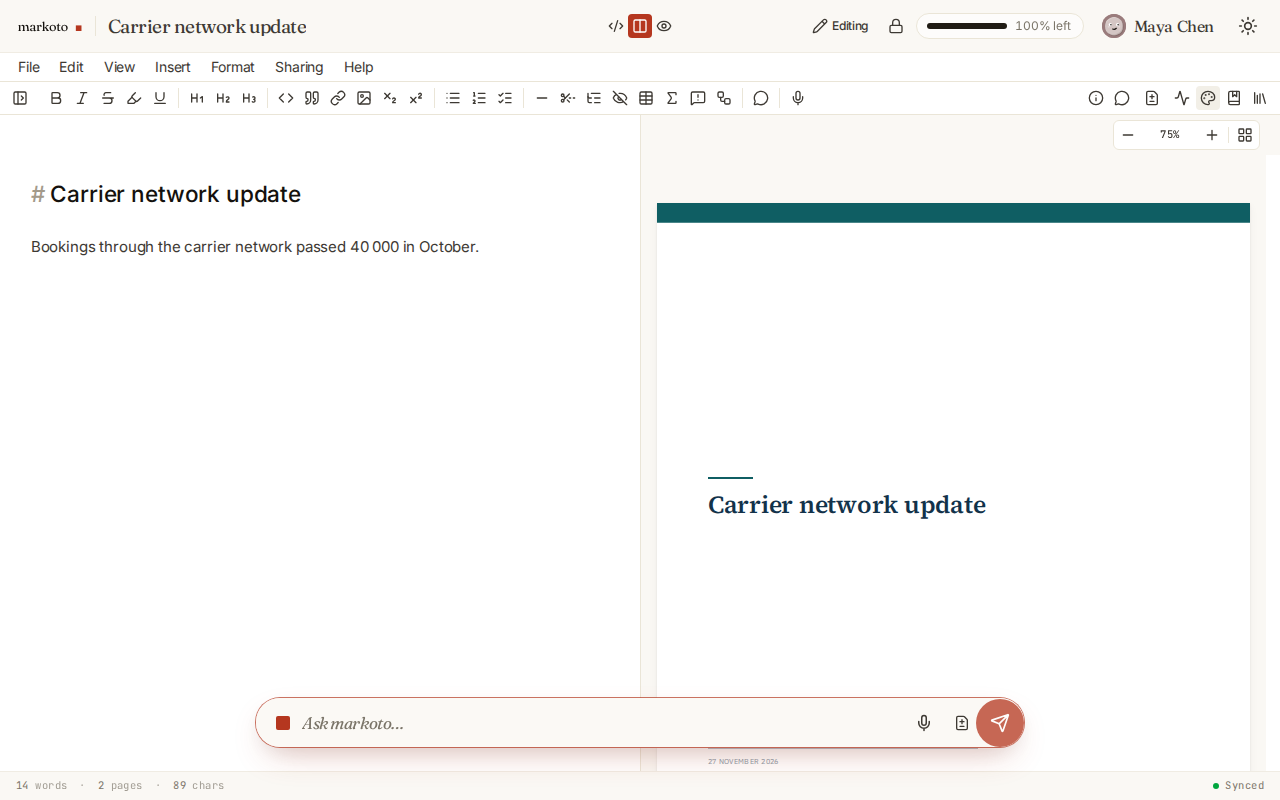 markoto
Carrier network update
Editing
100% left
Maya Chen
File Edit View Insert Format Sharing Help
H1 H2 H3
75%
# Carrier network update
Bookings through the carrier network passed 40 000 in October.
Carrier network update
Ask markoto...
27 NOVEMBER 2026
14 words · 2 pages · 89 chars
Synced